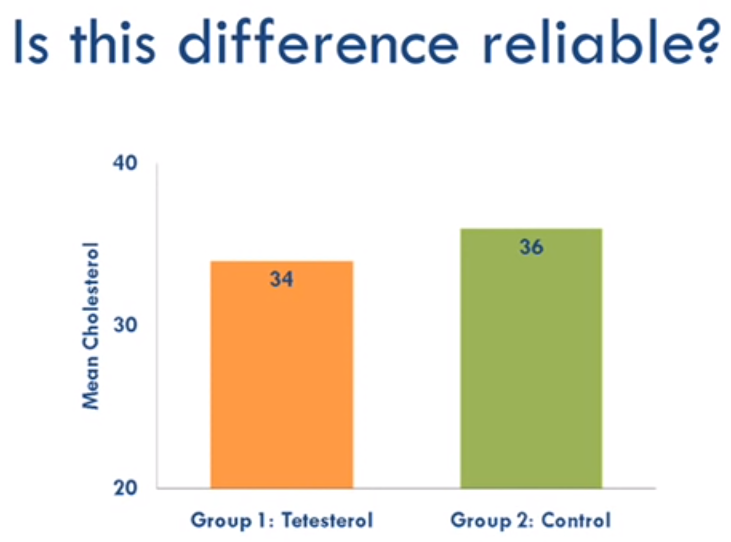 Is this difference reliable?
40
30
20
Mean Cholesterol
34
36
Group 1: Tetesterol
Group 2: Control